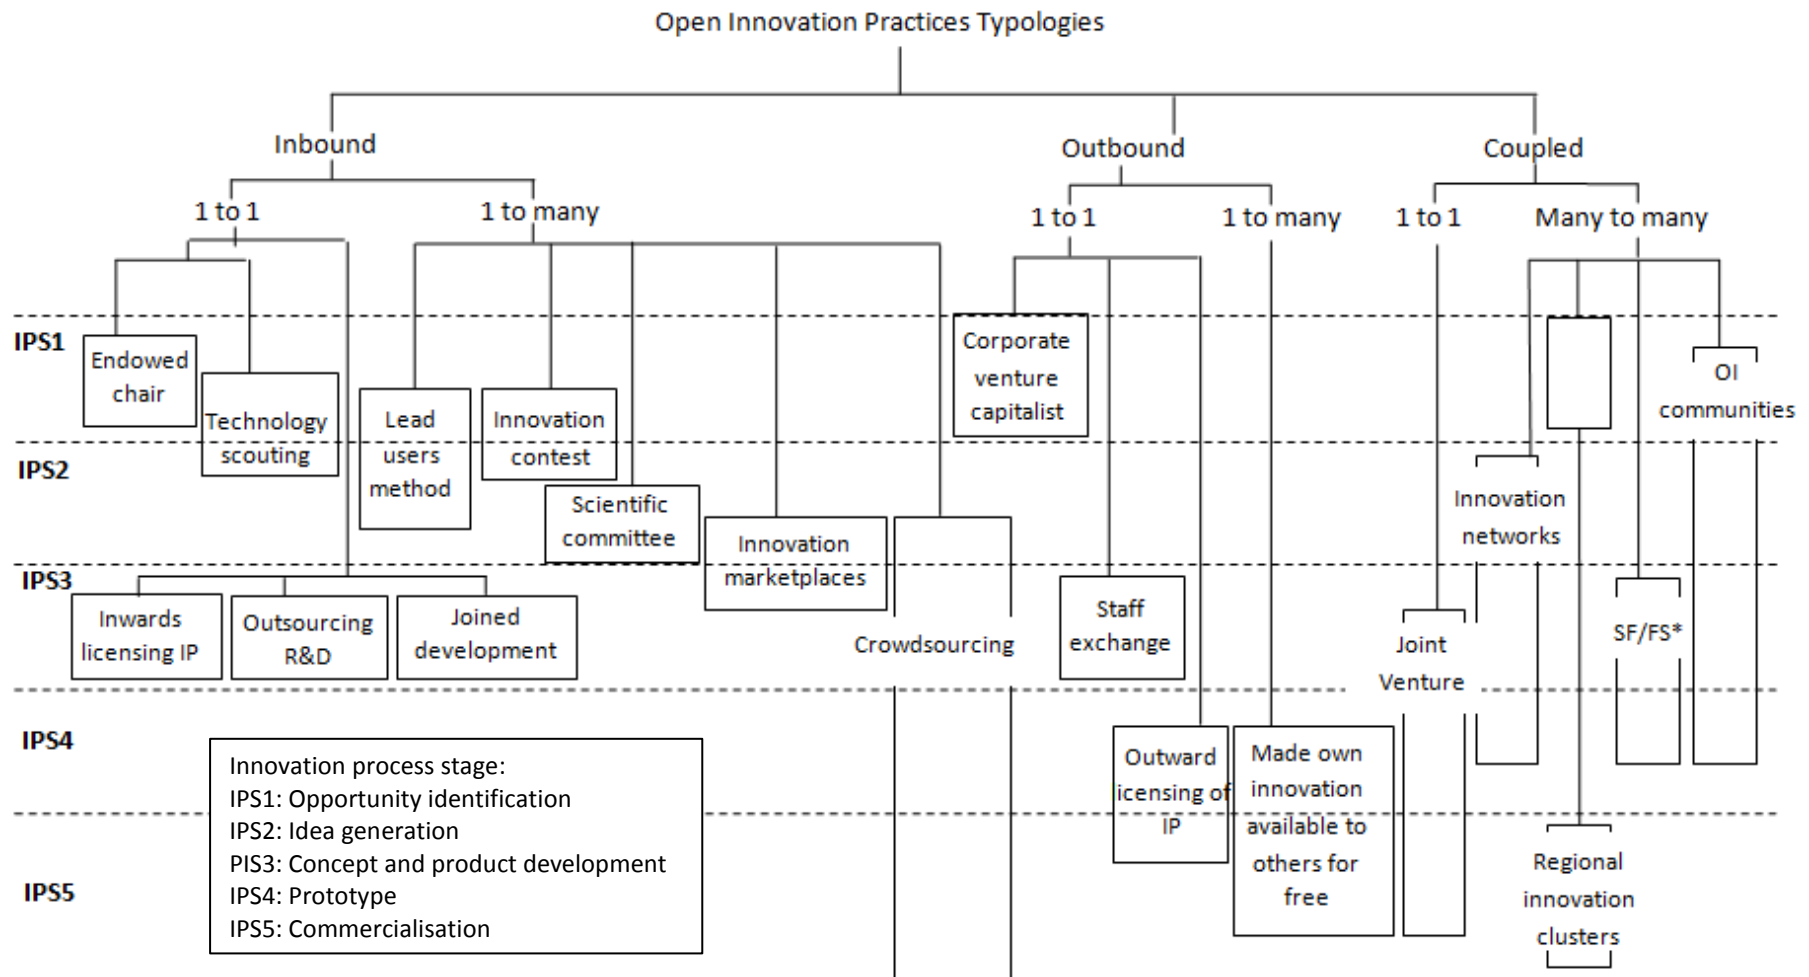 Open Innovation Practices Typologies
Inbound
Outbound
Coupled
1 to 1
1 to many
1 to 1
1 to many
1 to 1
Many to many
IPS1
Endowed
chair
Technology
scouting
Lead
users
method
Innovation
contest
Scientific
committee
Innovation
marketplaces
Corporate
venture
capitalist
OI
communities
IPS2
Innovation
networks
IPS3
Inwards
licensing IP
Outsourcing
R&D
Joined
development
Crowdsourcing
Staff
exchange
Joint
Venture
SF/FS*
IPS4
Outward
licensing of
IP
Made own
innovation
available to
others for
free
IPS5
Regional
innovation
clusters
Innovation process stage:
IPS1: Opportunity identification
IPS2: Idea generation
PIS3: Concept and product development
IPS4: Prototype
IPS5: Commercialisation